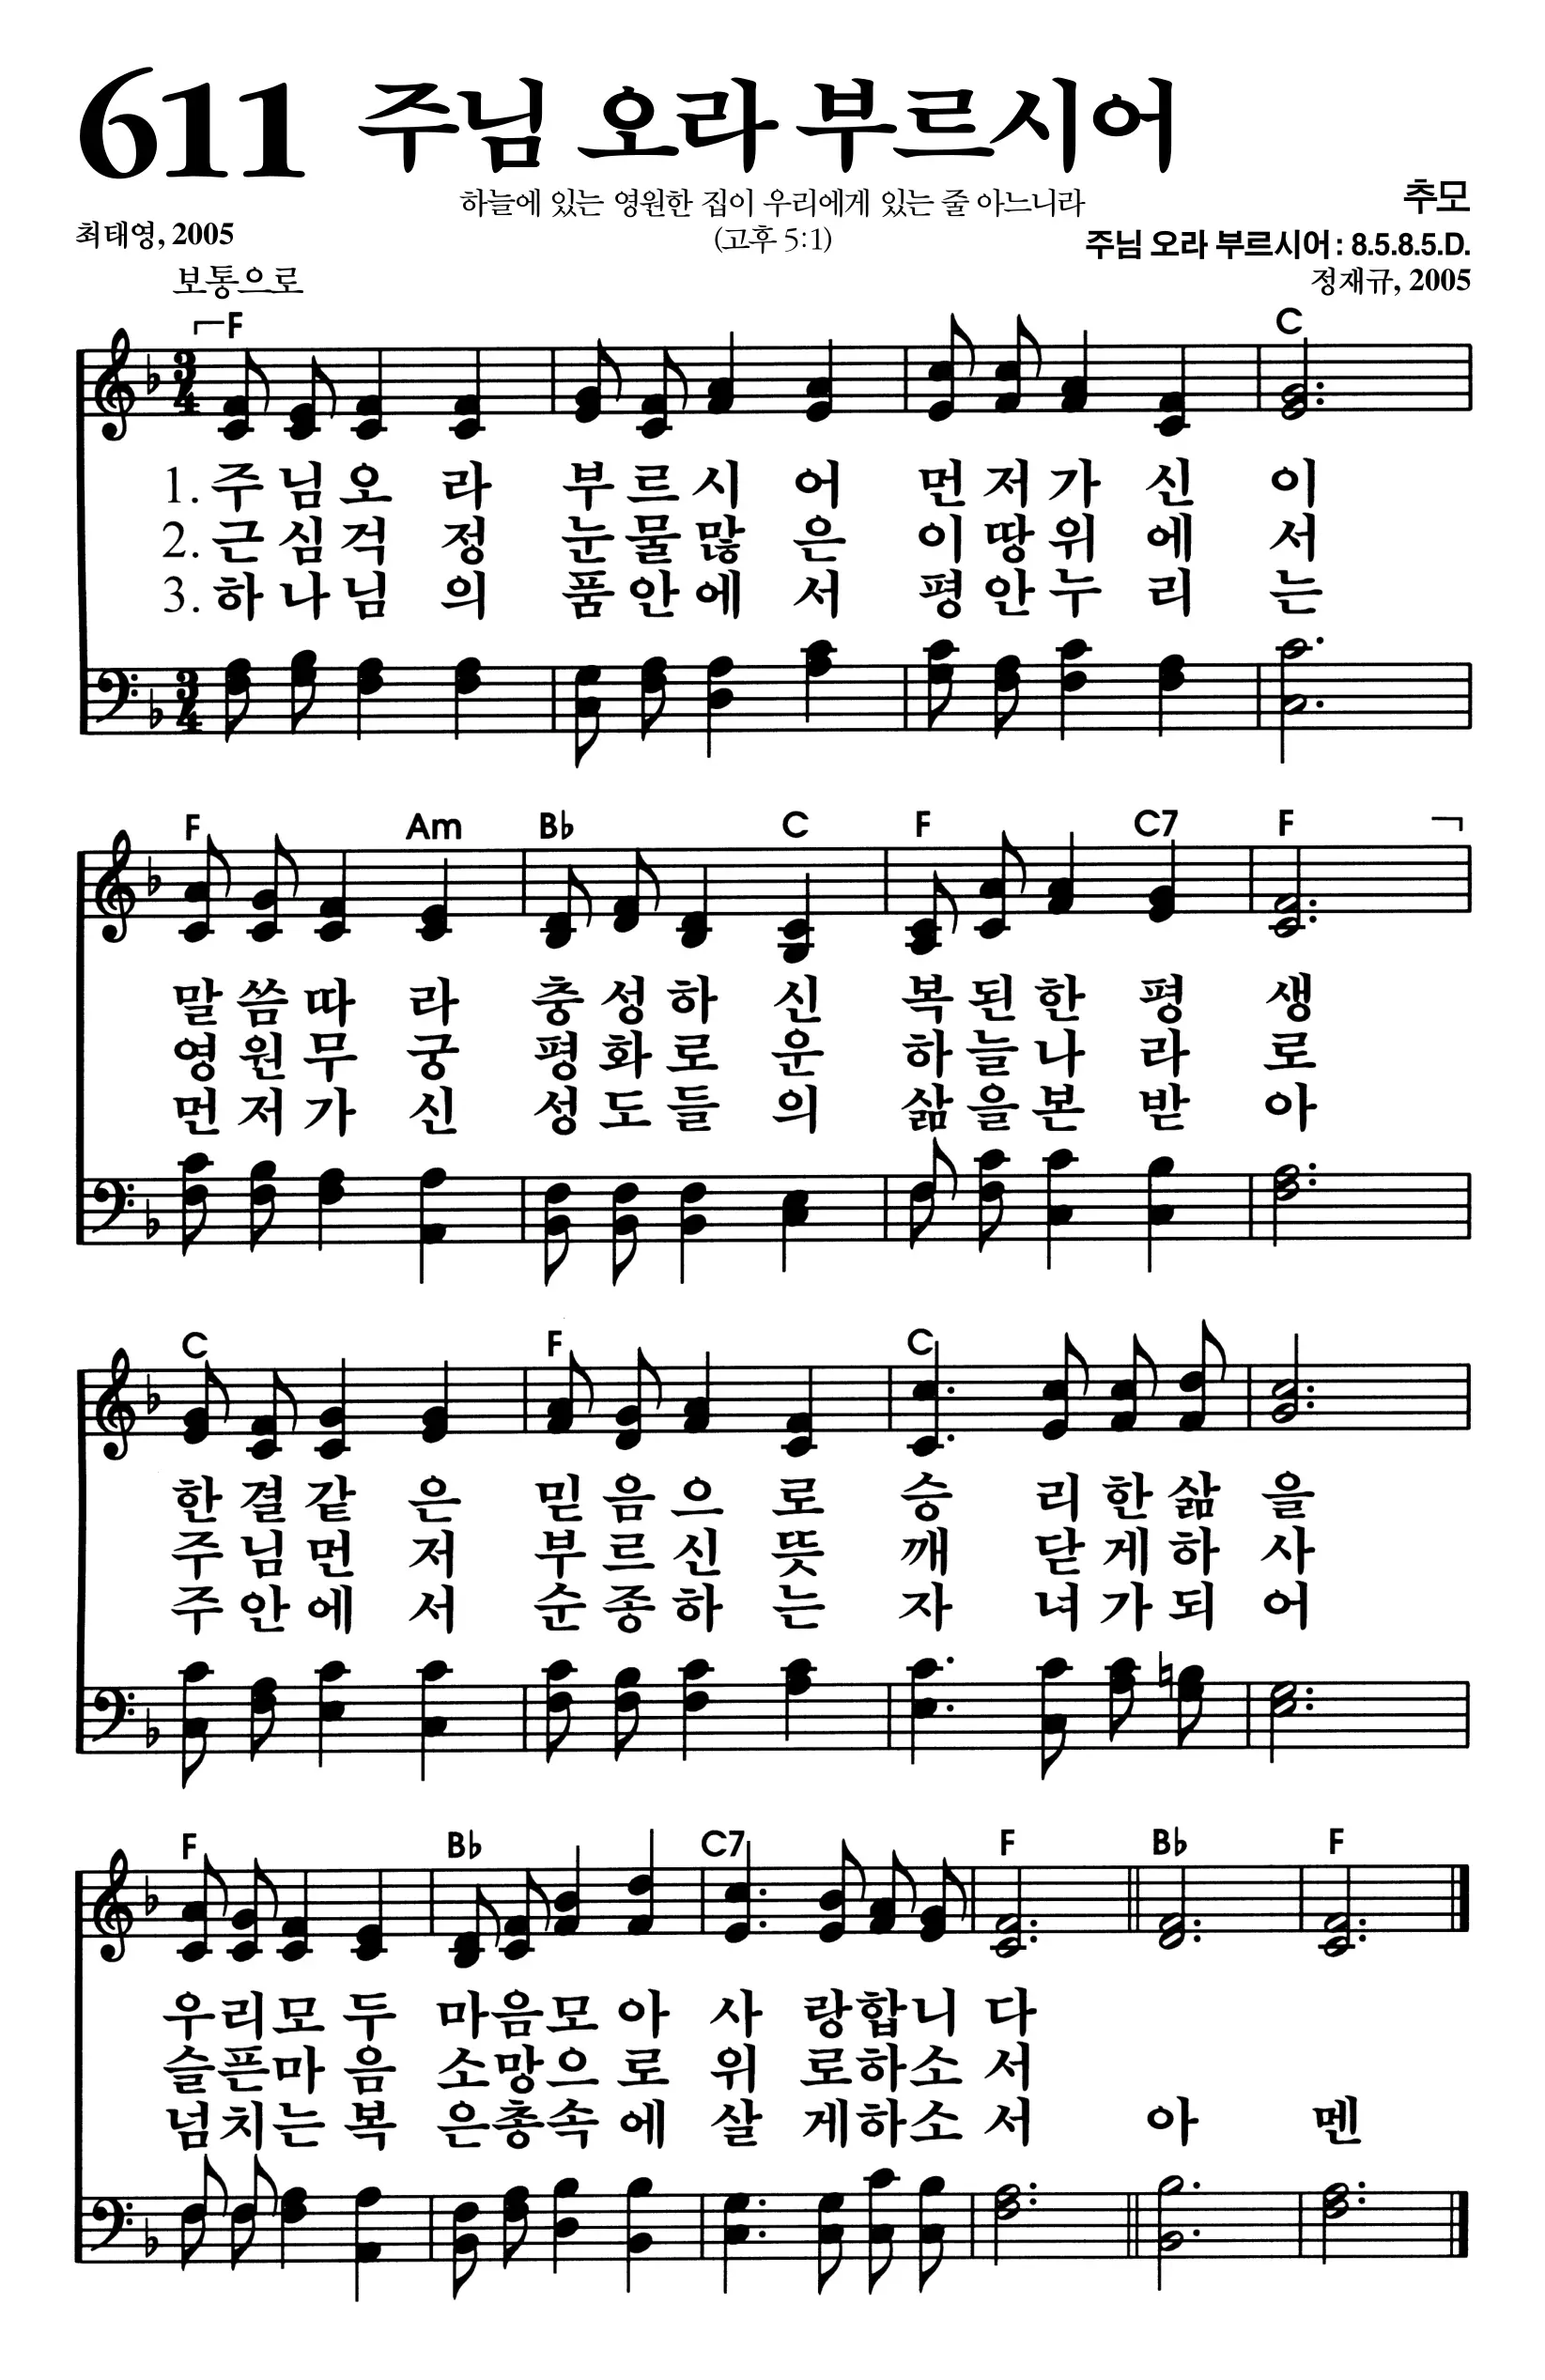 611 주님 오라 부르시어
하늘에 있는 영원한 집이 우리에게 있는 줄 아느니라
(고후 5:1)
추모
최태영, 2005
주님 오라 부르시어: 8.5.8.5.D.
보통으로
정재규, 2005
F C
1. 주 님 오 라 부 르 시 어 먼 저 가 신 이
2. 근 심 걱 정 눈 물 많 은 이 땅 위 에 서
3. 하 나 님 의 품 안 에 서 평 안 누 리 는
F Am B♭ C F C7 F
말 씀 따 라 충 성 하 신 복 된 한 평 생
영 원 무 궁 평 화 로 운 하 늘 나 라 로
먼 저 가 신 성 도 들 의 삶 을 본 받 아
C F C
한 결 같 은 믿 음 으 로 승 리 한 삶 을
주 님 먼 저 부 르 신 뜻 깨 닫 게 하 사
주 안 에 서 순 종 하 는 자 녀 가 되 어
F B♭ C7 F B♭ F
우 리 모 두 마 음 모 아 사 랑 합 니 다
슬 픈 마 음 소 망 으 로 위 로 하 소 서
넘 치 는 복 은 총 속 에 살 게 하 소 서 아 멘